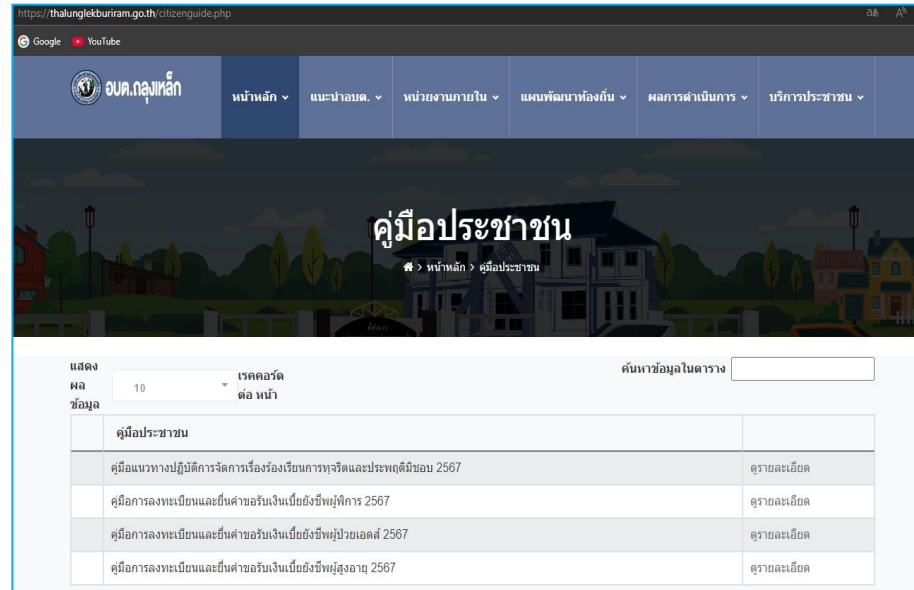 https://thalunglekburiram.go.th/citizenguide.php
Google YouTube
อบต.ถลุงเหล็ก
หน้าหลัก แนะนำอบต. หน่วยงานภายใน แผนพัฒนาท้องถิ่น ผลการดำเนินการ บริการประชาชน
คู่มือประชาชน
> หน้าหลัก > คู่มือประชาชน
แสดง
ผล
ข้อมูล
10
เรคคอร์ด
ต่อ หน้า
ค้นหาข้อมูลในตาราง
คู่มือประชาชน
คู่มือแนวทางปฏิบัติการจัดการเรื่องร้องเรียนการทุจริตและประพฤติมิชอบ 2567 ดูรายละเอียด
คู่มือการลงทะเบียนและยื่นคำขอรับเงินเบี้ยยังชีพผู้พิการ 2567 ดูรายละเอียด
คู่มือการลงทะเบียนและยื่นคำขอรับเงินเบี้ยยังชีพผู้ป่วยเอดส์ 2567 ดูรายละเอียด
คู่มือการลงทะเบียนและยื่นคำขอรับเงินเบี้ยยังชีพผู้สูงอายุ 2567 ดูรายละเอียด